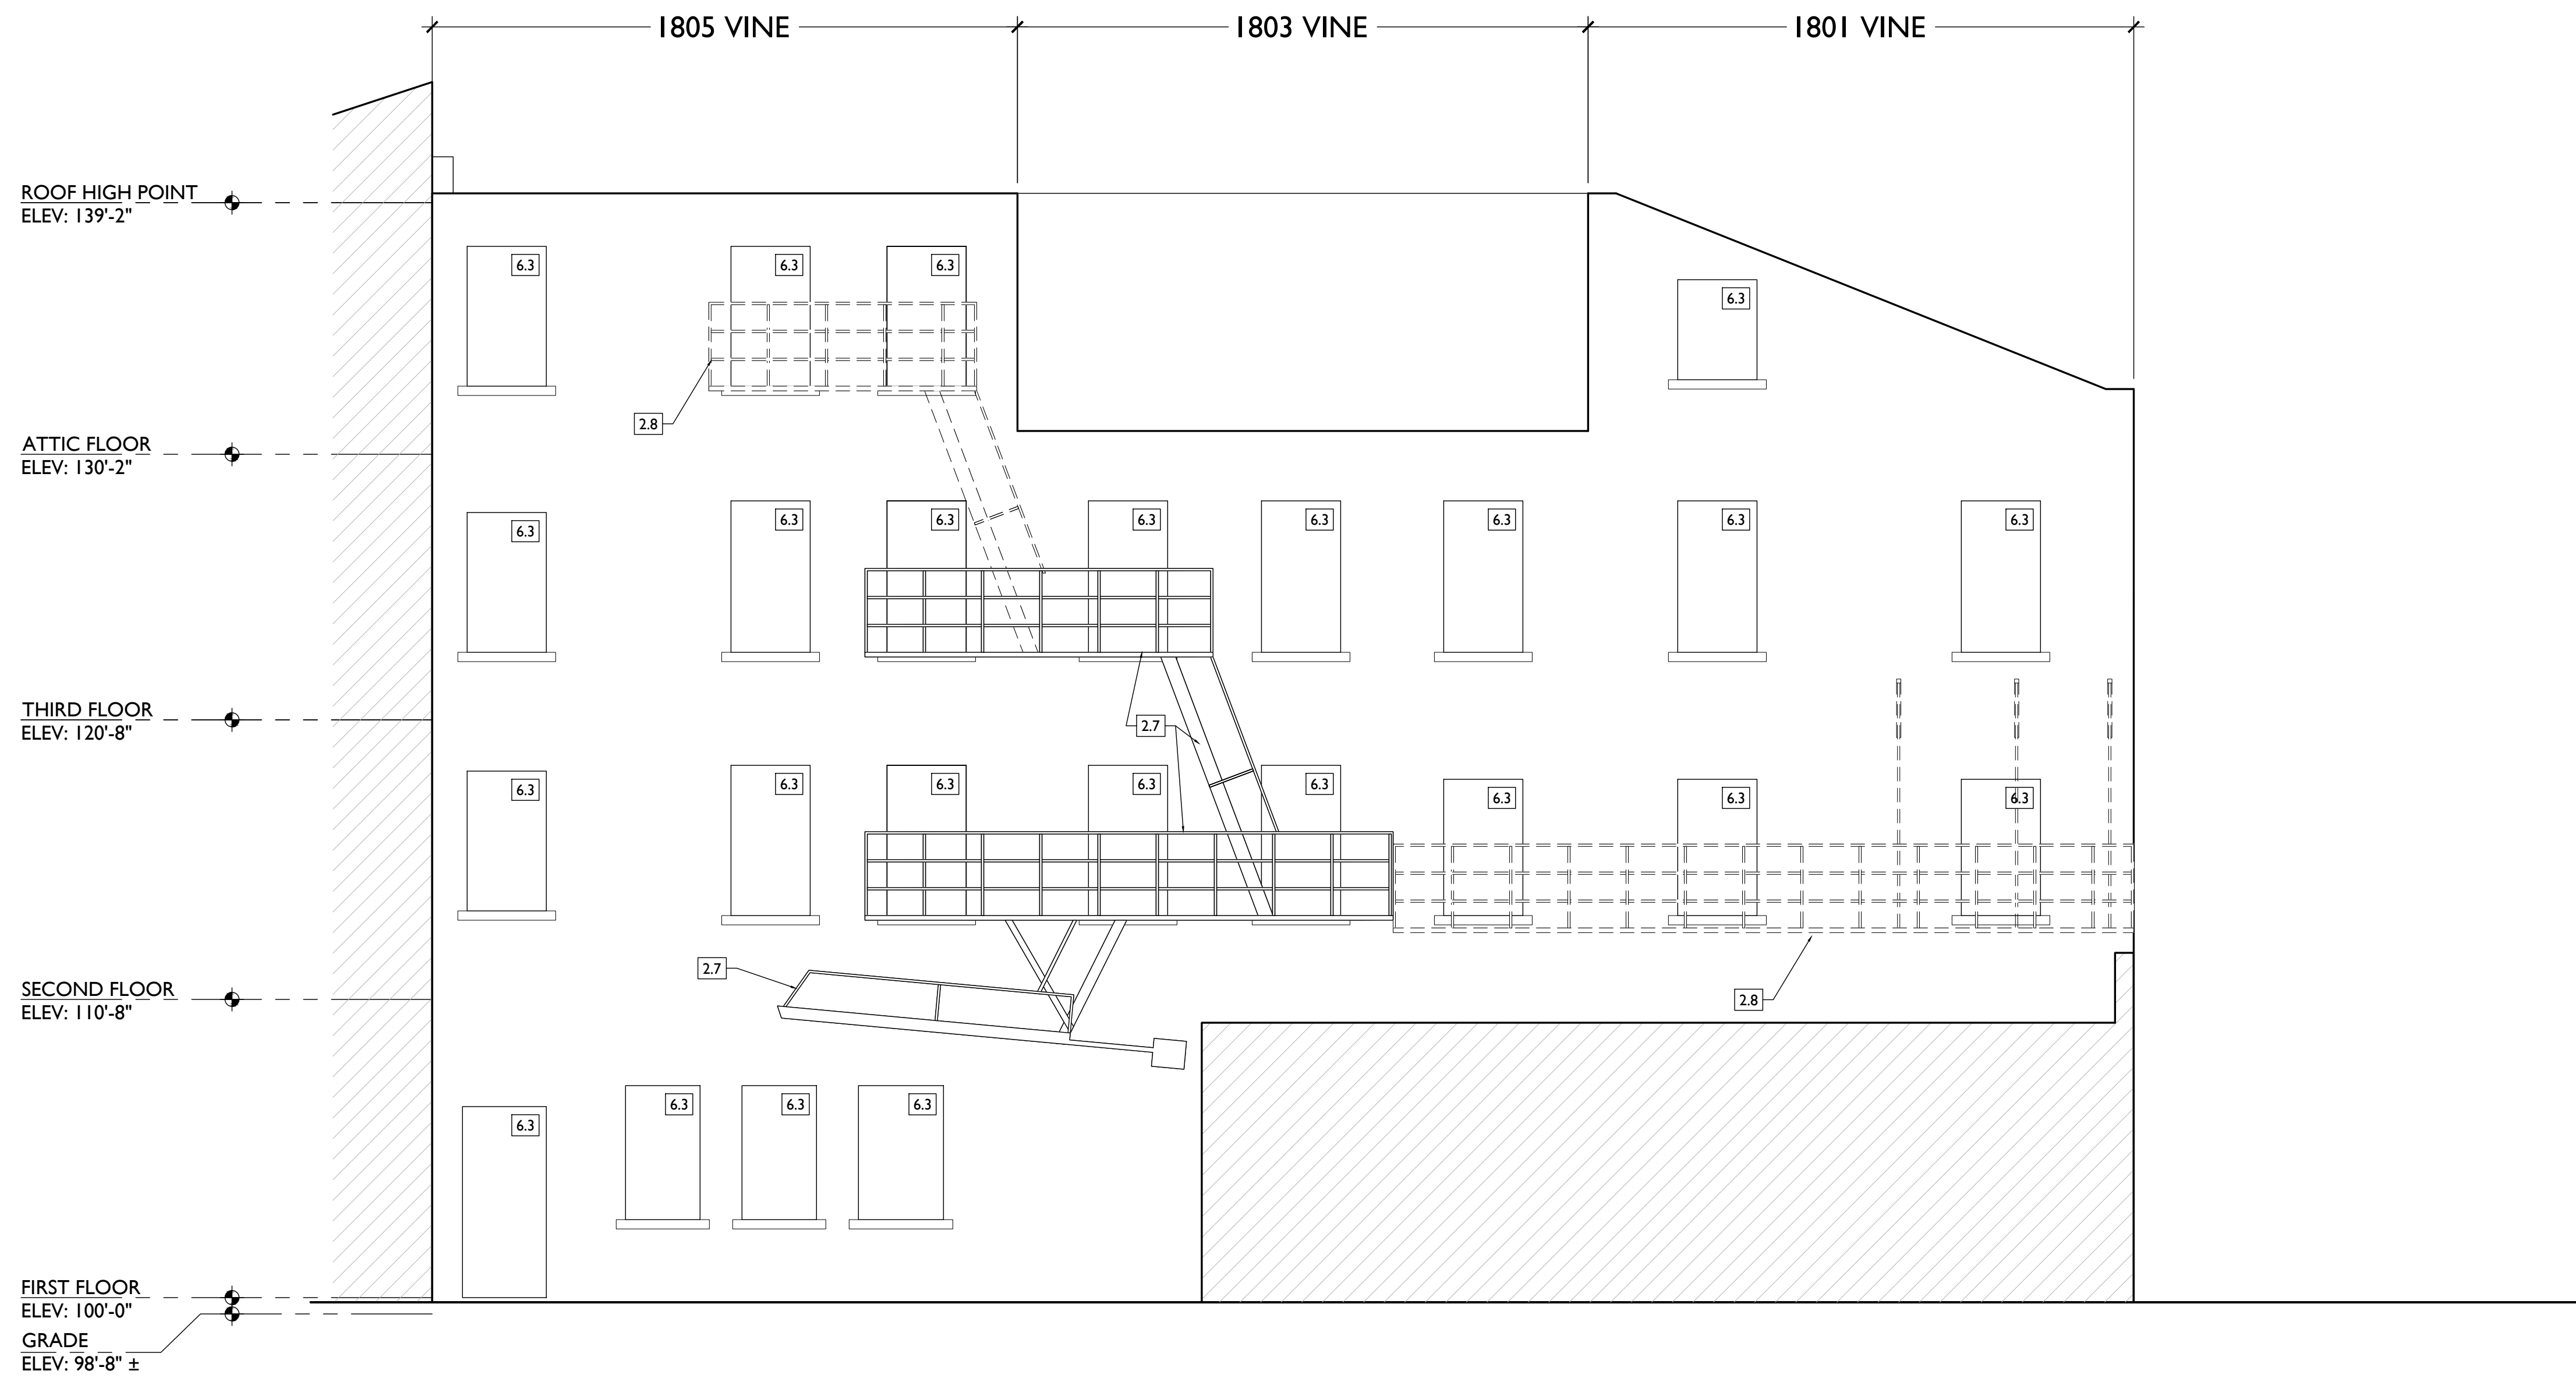 1805 VINE
1803 VINE
1801 VINE
ROOF HIGH POINT
ELEV: 139'-2"
6.3
6.3
6.3
6.3
2.8
ATTIC FLOOR
ELEV: 130'-2"
6.3
6.3
6.3
6.3
6.3
6.3
6.3
6.3
THIRD FLOOR
ELEV: 120'-8"
2.7
6.3
6.3
6.3
6.3
6.3
6.3
6.3
6.3
2.7
SECOND FLOOR
ELEV: 110'-8"
2.8
6.3
6.3
6.3
6.3
FIRST FLOOR
ELEV: 100'-0"
GRADE
ELEV: 98'-8" ±